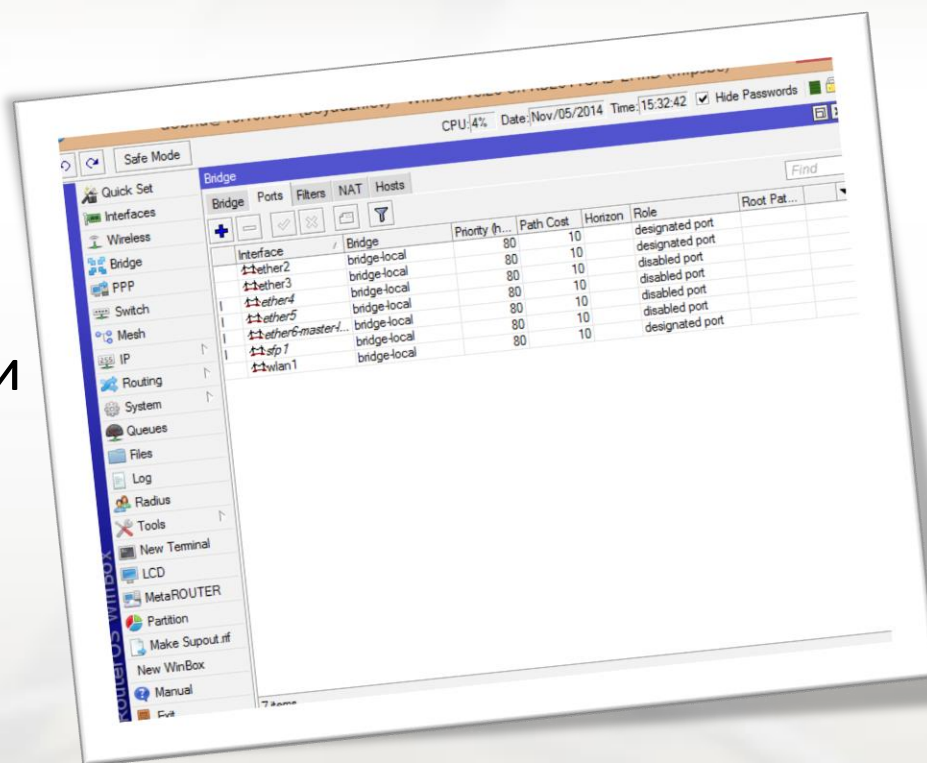 CPU: 4% Date: Nov/05/2014 Time: 15:32:42 Hide Passwords
Safe Mode
Quick Set
Interfaces
Wireless
Bridge
PPP
Switch
Mesh
IP
Routing
System
Queues
Files
Log
Radius
Tools
New Terminal
LCD
MetaROUTER
Partition
Make Supout.rif
New WinBox
Manual
Exit
RouterOS WinBox
Bridge
Bridge Ports Filters NAT Hosts
Find
Interface Bridge Priority (h... Path Cost Horizon Role Root Pat...
ether2 bridge-local 80 10 designated port
ether3 bridge-local 80 10 designated port
I ether4 bridge-local 80 10 disabled port
I ether5 bridge-local 80 10 disabled port
I ether6-master-l... bridge-local 80 10 disabled port
I sfp1 bridge-local 80 10 disabled port
wlan1 bridge-local 80 10 designated port
7 items
и